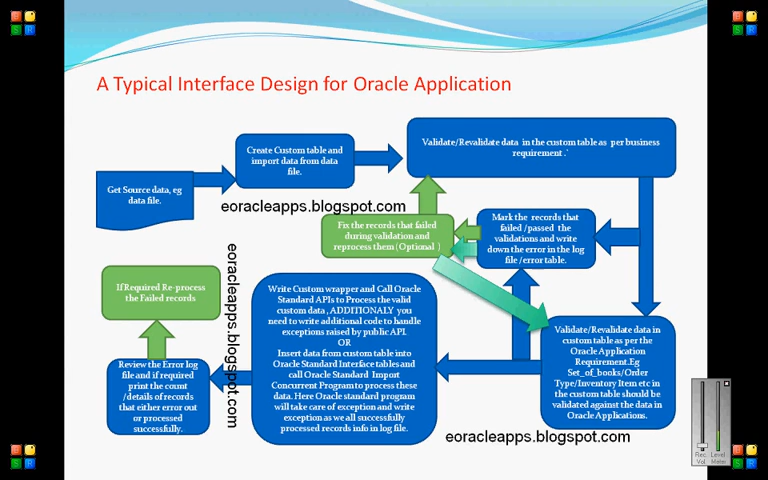 A Typical Interface Design for Oracle Application
Get Source data, eg
data file.
Create Custom table and
import data from data
file.
Validate/Revalidate data in the custom table as per business
requirement .`
eoracleapps.blogspot.com
Fix the records that failed
during validation and
reprocess them (Optional )
Mark the records that
failed /passed the
validations and write
down the error in the log
file /error table.
Validate/Revalidate data in
custom table as per the
Oracle Application
Requirement.Eg
Set_of_books/Order
Type/Inventory Item etc in
the custom table should be
validated against the data in
Oracle Applications.
Write Custom wrapper and Call Oracle
Standard APIs to Process the valid
custom data , ADDITIONALY you
need to write additional code to handle
exceptions raised by public API.
OR
Insert data from custom table into
Oracle Standard Interface tables and
call Oracle Standard Import
Concurrent Program to process these
data. Here Oracle standard program
will take care of exception and write
exception as we all successfully
processed records info in log file.
eoracleapps.blogspot.com
If Required Re-process
the Failed records
Review the Error log
file and if required
print the count
/details of records
that either error out
or processed
successfully.
eoracleapps.blogspot.com
Rec
Vol
Level
Meter
B
S
R
B
S
R
B
S
R
B
S
R